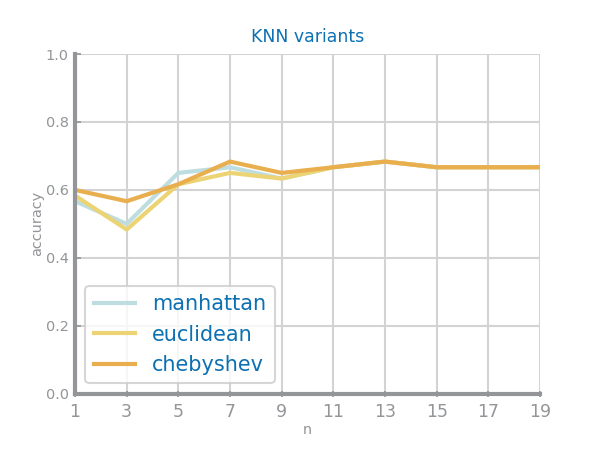 KNN variants
1.0
0.8
0.6
0.4
0.2
0.0
accuracy
manhattan
euclidean
chebyshev
1 3 5 7 9 11 13 15 17 19
n